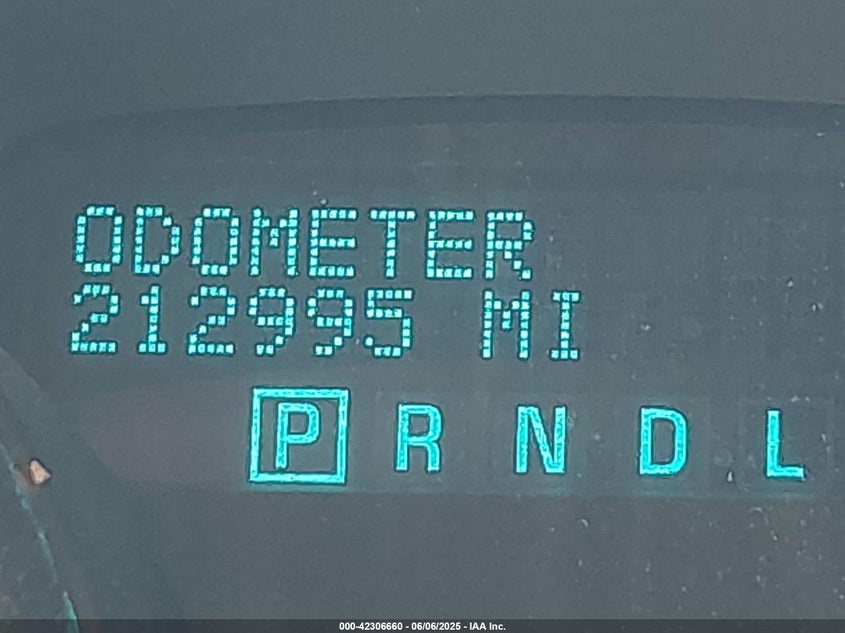 ODOMETER
212995 MI
P R N D L
000-42306660 - 06/06/2025 - IAA Inc.